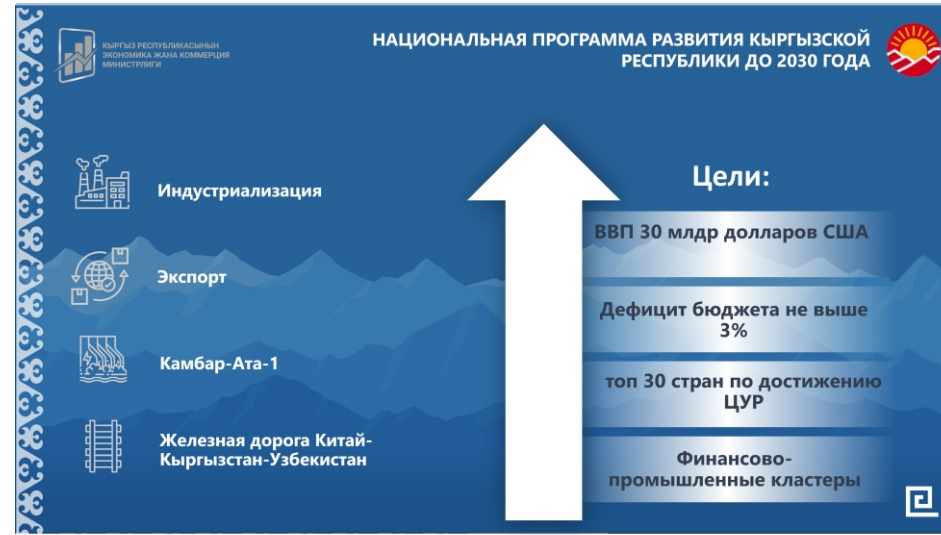 КЫРГЫЗ РЕСПУБЛИКАСЫНЫН
ЭКОНОМИКА ЖАНА КОММЕРЦИЯ
МИНИСТРЛИГИ
НАЦИОНАЛЬНАЯ ПРОГРАММА РАЗВИТИЯ КЫРГЫЗСКОЙ
РЕСПУБЛИКИ ДО 2030 ГОДА
Индустриализация
Экспорт
Камбар-Ата-1
Железная дорога Китай-
Кыргызстан-Узбекистан
Цели:
ВВП 30 млдр долларов США
Дефицит бюджета не выше
3%
топ 30 стран по достижению
ЦУР
Финансово-
промышленные кластеры